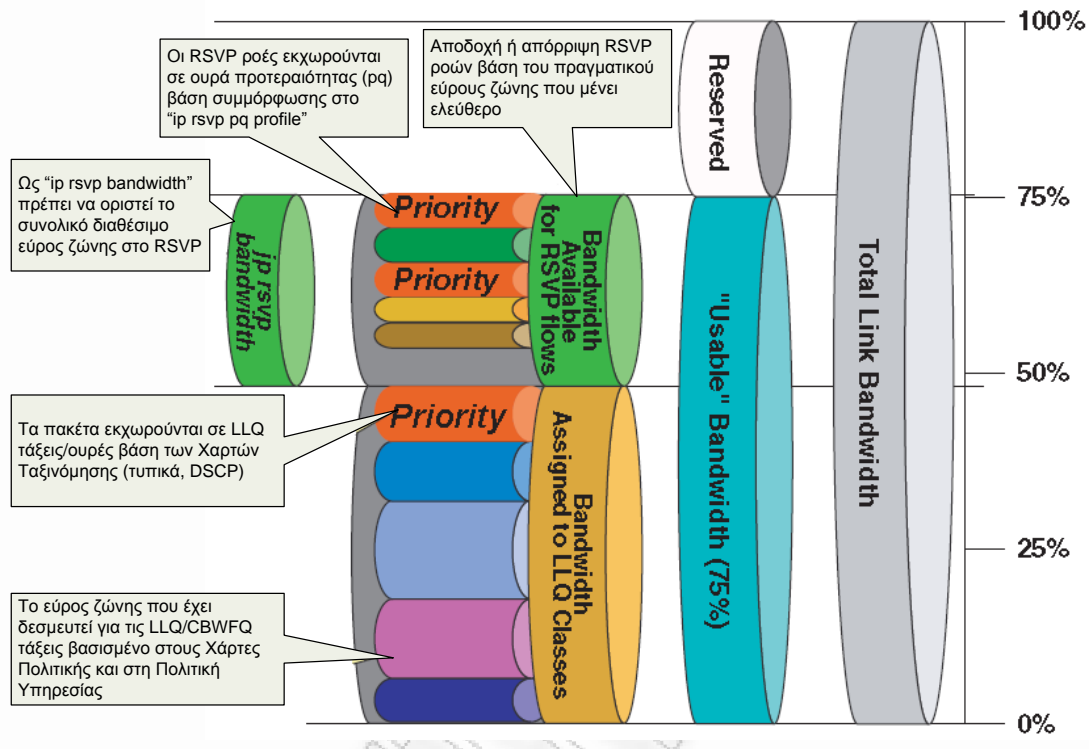 Οι RSVP ροές εκχωρούνται
σε ουρά προτεραιότητας (pq)
βάση συμμόρφωσης στο
“ip rsvp pq profile”
Αποδοχή ή απόρριψη RSVP
ροών βάση του πραγματικού
εύρους ζώνης που μένει
ελεύθερο
Ως “ip rsvp bandwidth”
πρέπει να οριστεί το
συνολικό διαθέσιμο
εύρος ζώνης στο RSVP
Τα πακέτα εκχωρούνται σε LLQ
τάξεις/ουρές βάση των Χαρτών
Ταξινόμησης (τυπικά, DSCP)
Το εύρος ζώνης που έχει
δεσμευτεί για τις LLQ/CBWFQ
τάξεις βασισμένο στους Χάρτες
Πολιτικής και στη Πολιτική
Υπηρεσίας
ip rsvp
bandwidth
Priority
Priority
Priority
Bandwidth
Available
for RSVP flows
Bandwidth
Assigned to LLQ Classes
Reserved
"Usable" Bandwidth (75%)
Total Link Bandwidth
100%
75%
50%
25%
0%